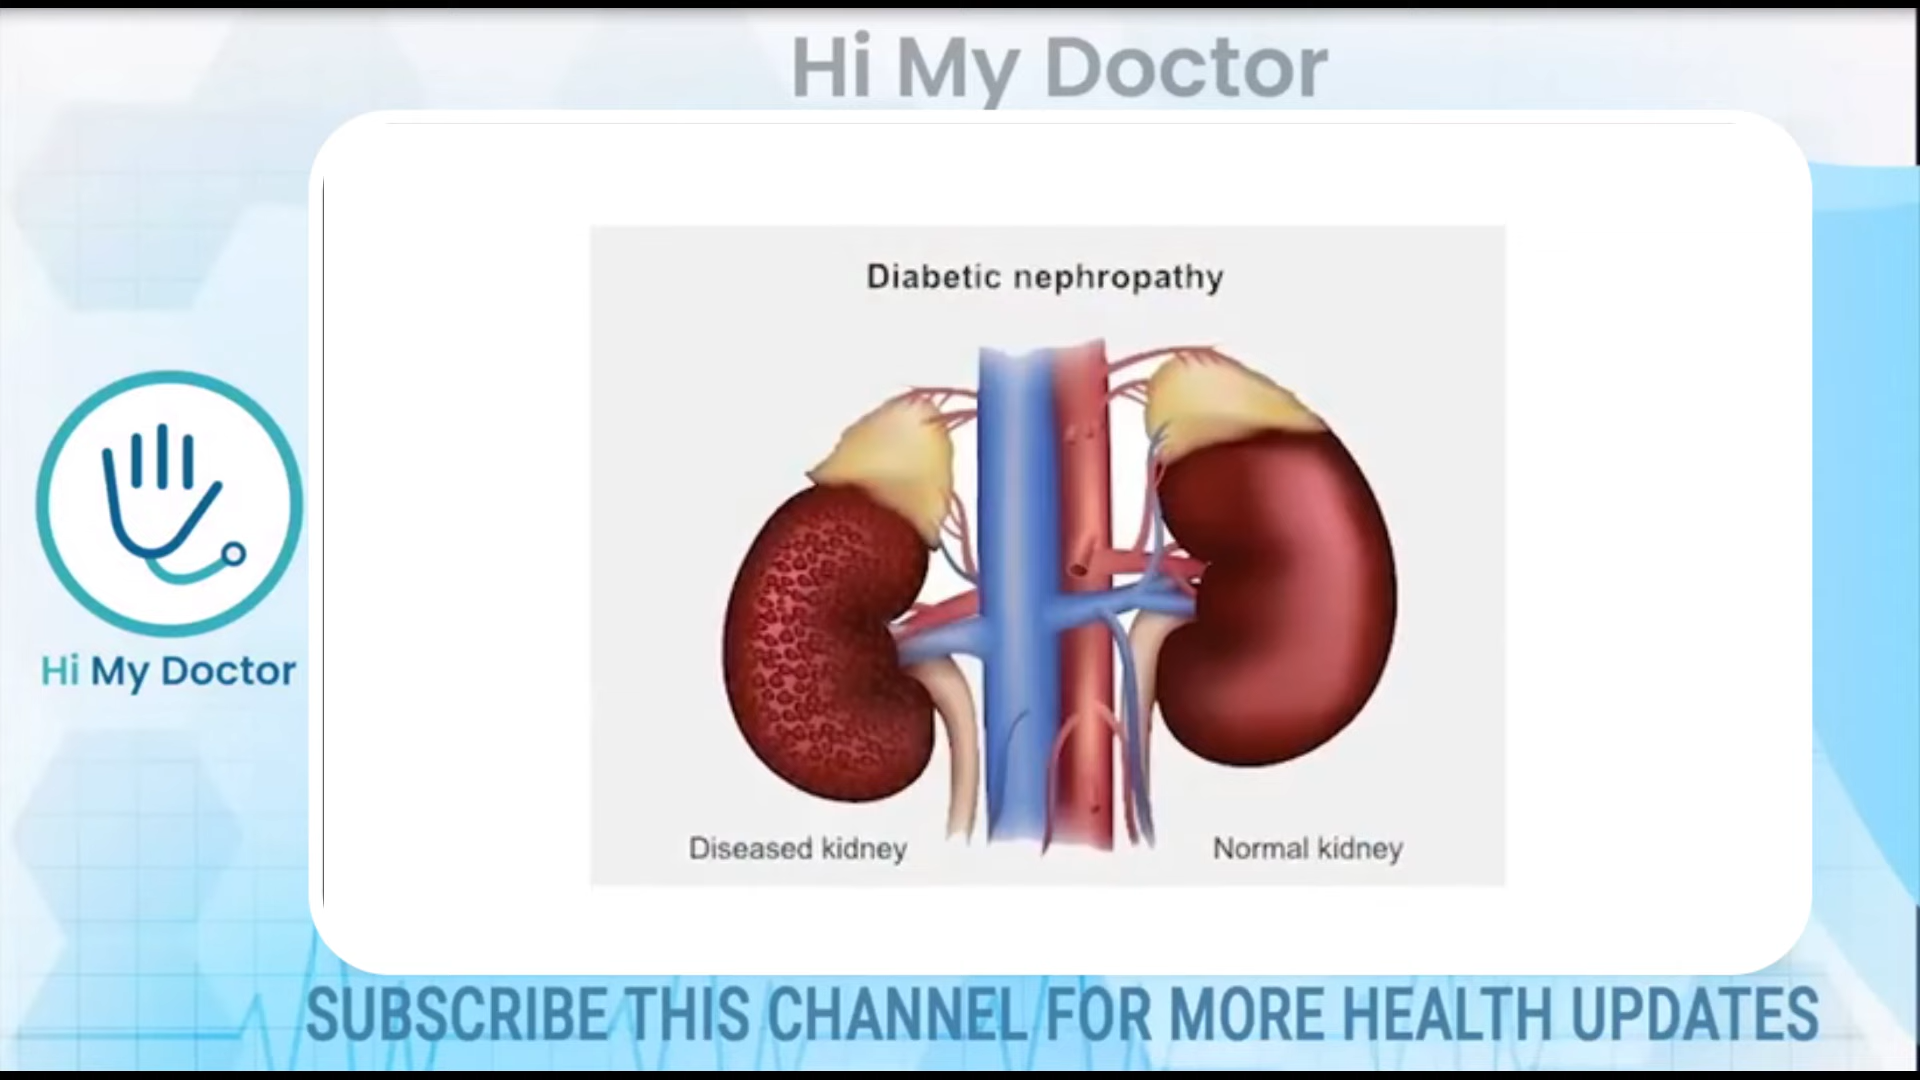 Hi My Doctor
Diabetic nephropathy
Diseased kidney
Normal kidney
Hi My Doctor
SUBSCRIBE THIS CHANNEL FOR MORE HEALTH UPDATES